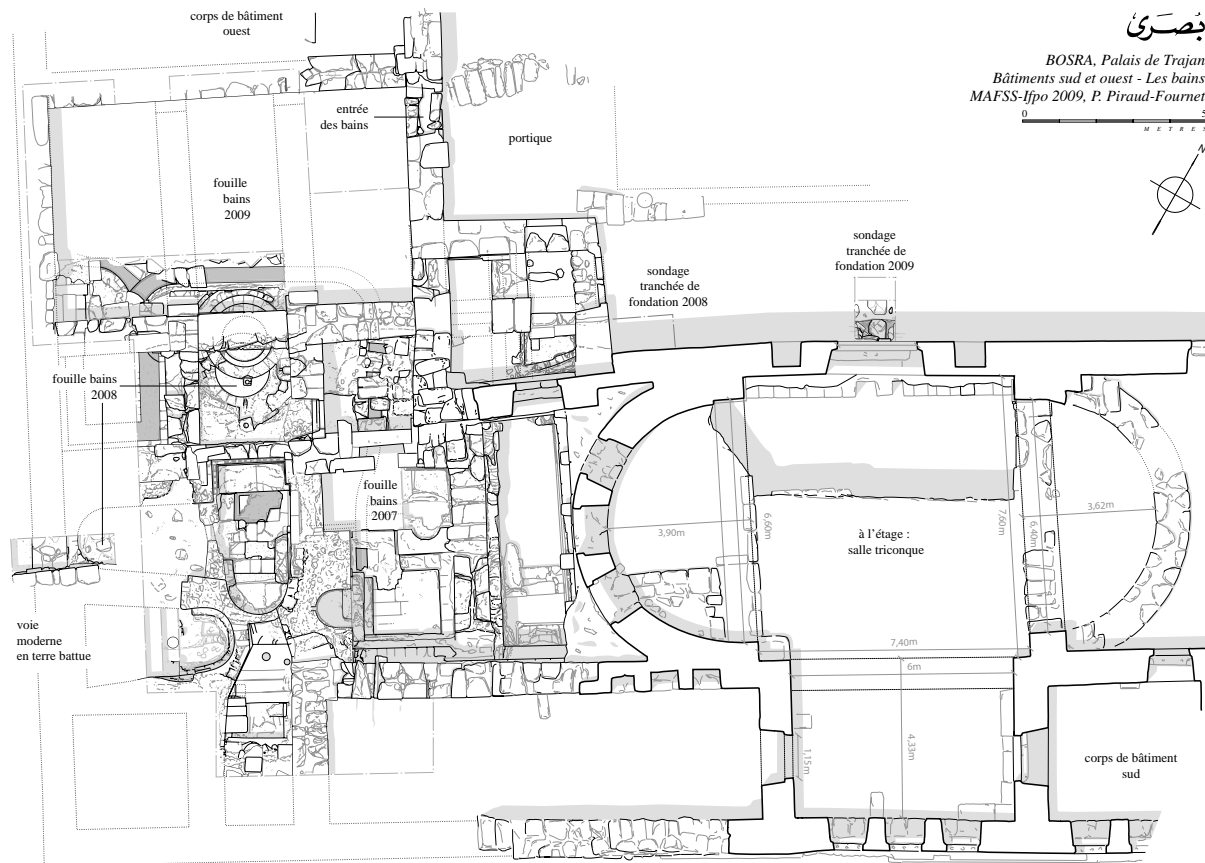 corps de bâtiment
ouest
بُصرى
BOSRA, Palais de Trajan
Bâtiments sud et ouest - Les bains
MAFSS-Ifpo 2009, P. Piraud-Fournet
0 5
METRES
N
entrée
des bains
portique
fouille
bains
2009
sondage
tranchée de
fondation 2008
sondage
tranchée de
fondation 2009
fouille bains
2008
fouille
bains
2007
3,90m
6,60m
à l'étage :
salle triconque
7,60m
6,40m
3,62m
voie
moderne
en terre battue
7,40m
6m
4,33m
1,15m
corps de bâtiment
sud